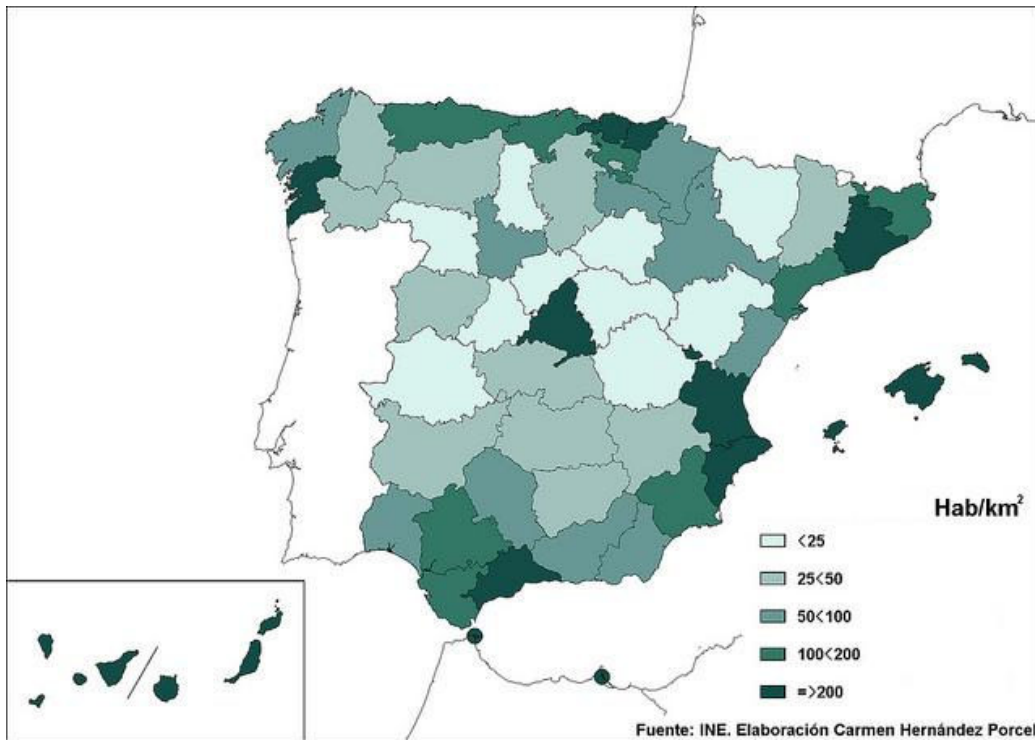 Hab/km²
<25
25<50
50<100
100<200
=>200
Fuente: INE. Elaboración Carmen Hernández Porcel